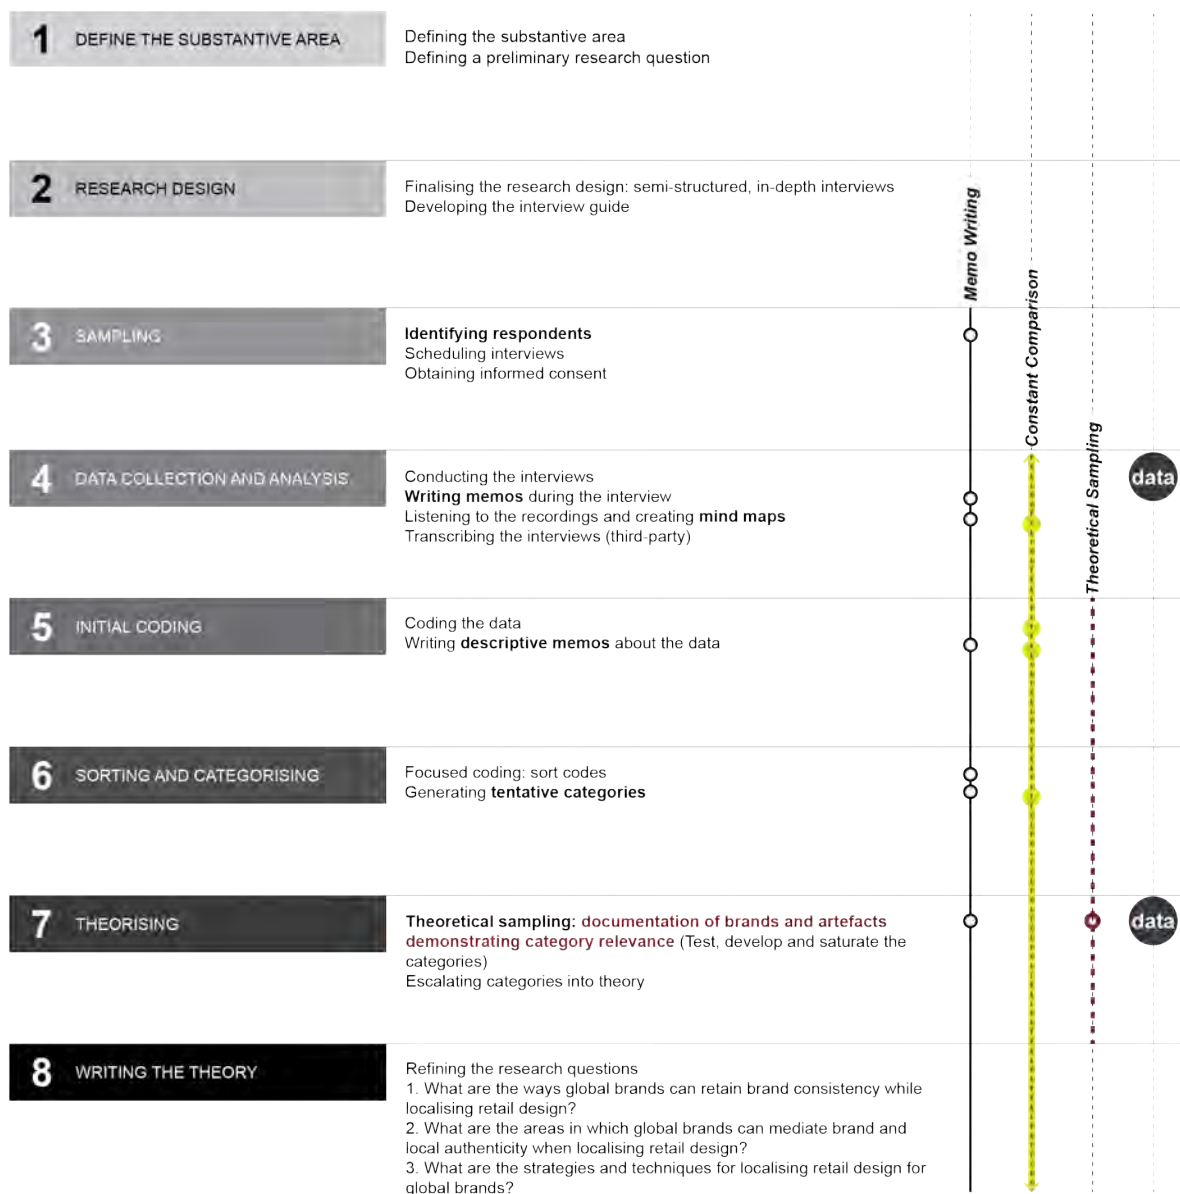 1 DEFINE THE SUBSTANTIVE AREA
Defining the substantive area
Defining a preliminary research question
2 RESEARCH DESIGN
Finalising the research design: semi-structured, in-depth interviews
Developing the interview guide
Memo Writing
Constant Comparison
Theoretical Sampling
3 SAMPLING
Identifying respondents
Scheduling interviews
Obtaining informed consent
4 DATA COLLECTION AND ANALYSIS
Conducting the interviews
Writing memos during the interview
Listening to the recordings and creating mind maps
Transcribing the interviews (third-party)
data
5 INITIAL CODING
Coding the data
Writing descriptive memos about the data
6 SORTING AND CATEGORISING
Focused coding: sort codes
Generating tentative categories
7 THEORISING
Theoretical sampling: documentation of brands and artefacts
demonstrating category relevance (Test, develop and saturate the
categories)
Escalating categories into theory
data
8 WRITING THE THEORY
Refining the research questions
1. What are the ways global brands can retain brand consistency while
localising retail design?
2. What are the areas in which global brands can mediate brand and
local authenticity when localising retail design?
3. What are the strategies and techniques for localising retail design for
global brands?